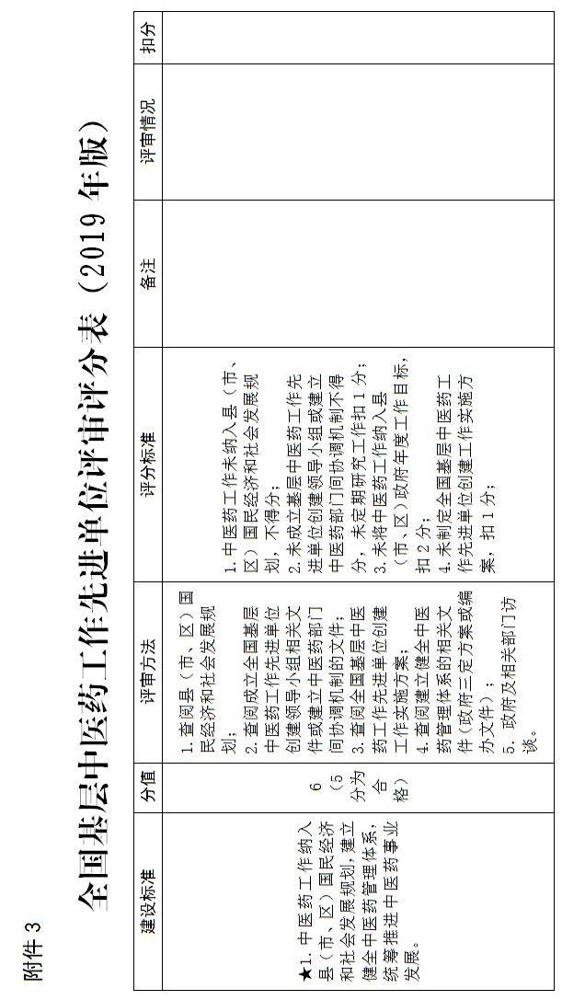 附件 3
全国基层中医药工作先进单位评审评分表（2019 年版）
建设标准
分值
评审方法
评分标准
备注
评审情况
扣分
★1. 中医药工作纳入
县（市、区）国民经济
和社会发展规划，建立
健全中医药管理体系，
统筹推进中医药事业
发展。
6
（5
分为
合
格）
1. 查阅县（市、区）国
民经济和社会发展规
划；
2. 查阅成立全国基层
中医药工作先进单位
创建领导小组相关文
件或建立中医药部门
间协调机制的文件；
3. 查阅全国基层中医
药工作先进单位创建
工作实施方案；
4. 查阅建立健全中医
药管理体系的相关文
件（政府三定方案或编
办文件）；
5. 政府及相关部门访
谈。
1. 中医药工作未纳入县（市、
区）国民经济和社会发展规
划，不得分；
2. 未成立基层中医药工作先
进单位创建领导小组或建立
中医药部门间协调机制不得
分，未定期研究工作扣 1 分；
3. 未将中医药工作纳入县
（市、区）政府年度工作目标，
扣 2 分；
4. 未制定全国基层中医药工
作先进单位创建工作实施方
案，扣 1 分；